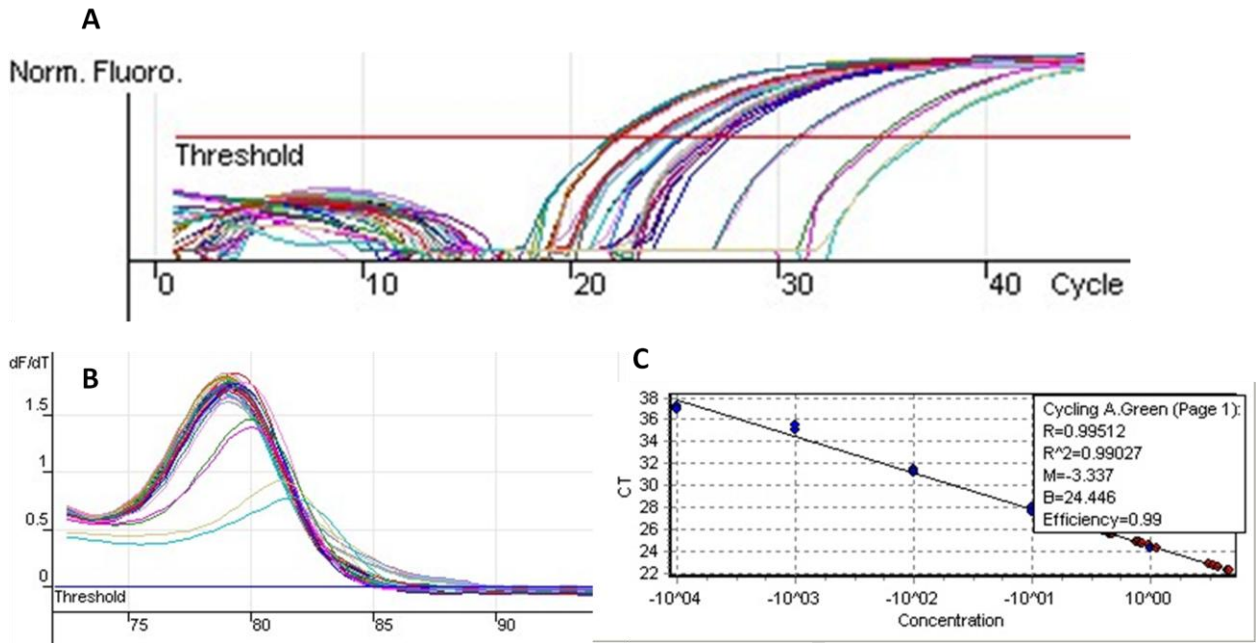 A
Norm. Fluoro.
Threshold
0 10 20 30 40 Cycle
B
dF/dT
1.5
1
0.5
0
Threshold
75 80 85 90
C
38
36
34
32
30
28
26
24
22
CT
Cycling A.Green (Page 1):
R=0.99512
R^2=0.99027
M=-3.337
B=24.446
Efficiency=0.99
-10^04 -10^03 -10^02 -10^01 10^00
Concentration